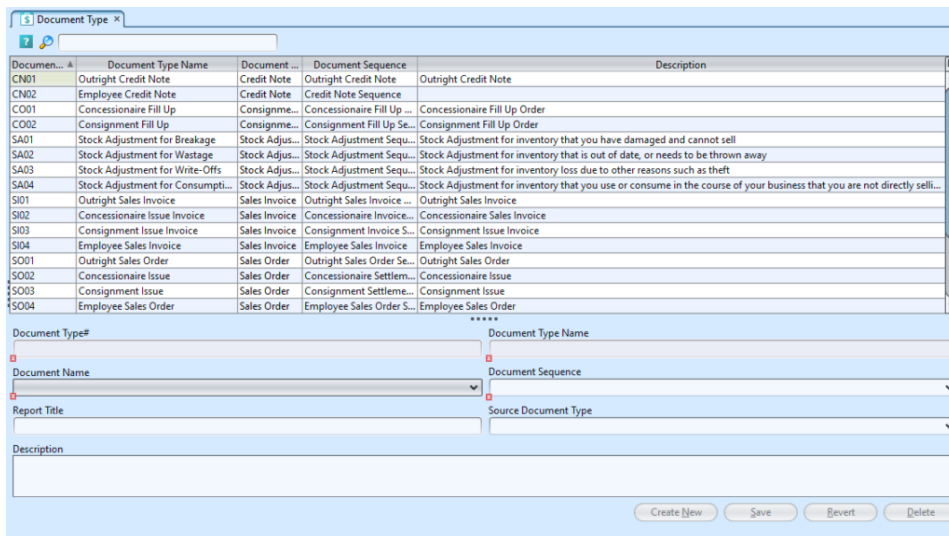 Document Type ×
Documen... Document Type Name Document ... Document Sequence Description
CN01 Outright Credit Note Credit Note Outright Credit Note Outright Credit Note
CN02 Employee Credit Note Credit Note Credit Note Sequence
CO01 Concessionaire Fill Up Consignme... Concessionaire Fill Up ... Concessionaire Fill Up Order
CO02 Consignment Fill Up Consignme... Consignment Fill Up Se... Consignment Fill Up Order
SA01 Stock Adjustment for Breakage Stock Adjus... Stock Adjustment Sequ... Stock Adjustment for inventory that you have damaged and cannot sell
SA02 Stock Adjustment for Wastage Stock Adjus... Stock Adjustment Sequ... Stock Adjustment for inventory that is out of date, or needs to be thrown away
SA03 Stock Adjustment for Write-Offs Stock Adjus... Stock Adjustment Sequ... Stock Adjustment for inventory loss due to other reasons such as theft
SA04 Stock Adjustment for Consumpti... Stock Adjus... Stock Adjustment Sequ... Stock Adjustment for inventory that you use or consume in the course of your business that you are not directly selli...
SI01 Outright Sales Invoice Sales Invoice Outright Sales Invoice ... Outright Sales Invoice
SI02 Concessionaire Issue Invoice Sales Invoice Concessionaire Invoice... Concessionaire Sales Invoice
SI03 Consignment Issue Invoice Sales Invoice Consignment Invoice S... Consignment Issue Invoice
SI04 Employee Sales Invoice Sales Invoice Employee Sales Invoice Employee Sales Invoice
SO01 Outright Sales Order Sales Order Outright Sales Order Se... Outright Sales Order
SO02 Concessionaire Issue Sales Order Concessionaire Settlem... Concessionaire Issue
SO03 Consignment Issue Sales Order Consignment Settleme... Consignment Issue
SO04 Employee Sales Order Sales Order Employee Sales Order S... Employee Sales Order
Document Type# Document Type Name
Document Name Document Sequence
Report Title Source Document Type
Description
Create New Save Revert Delete